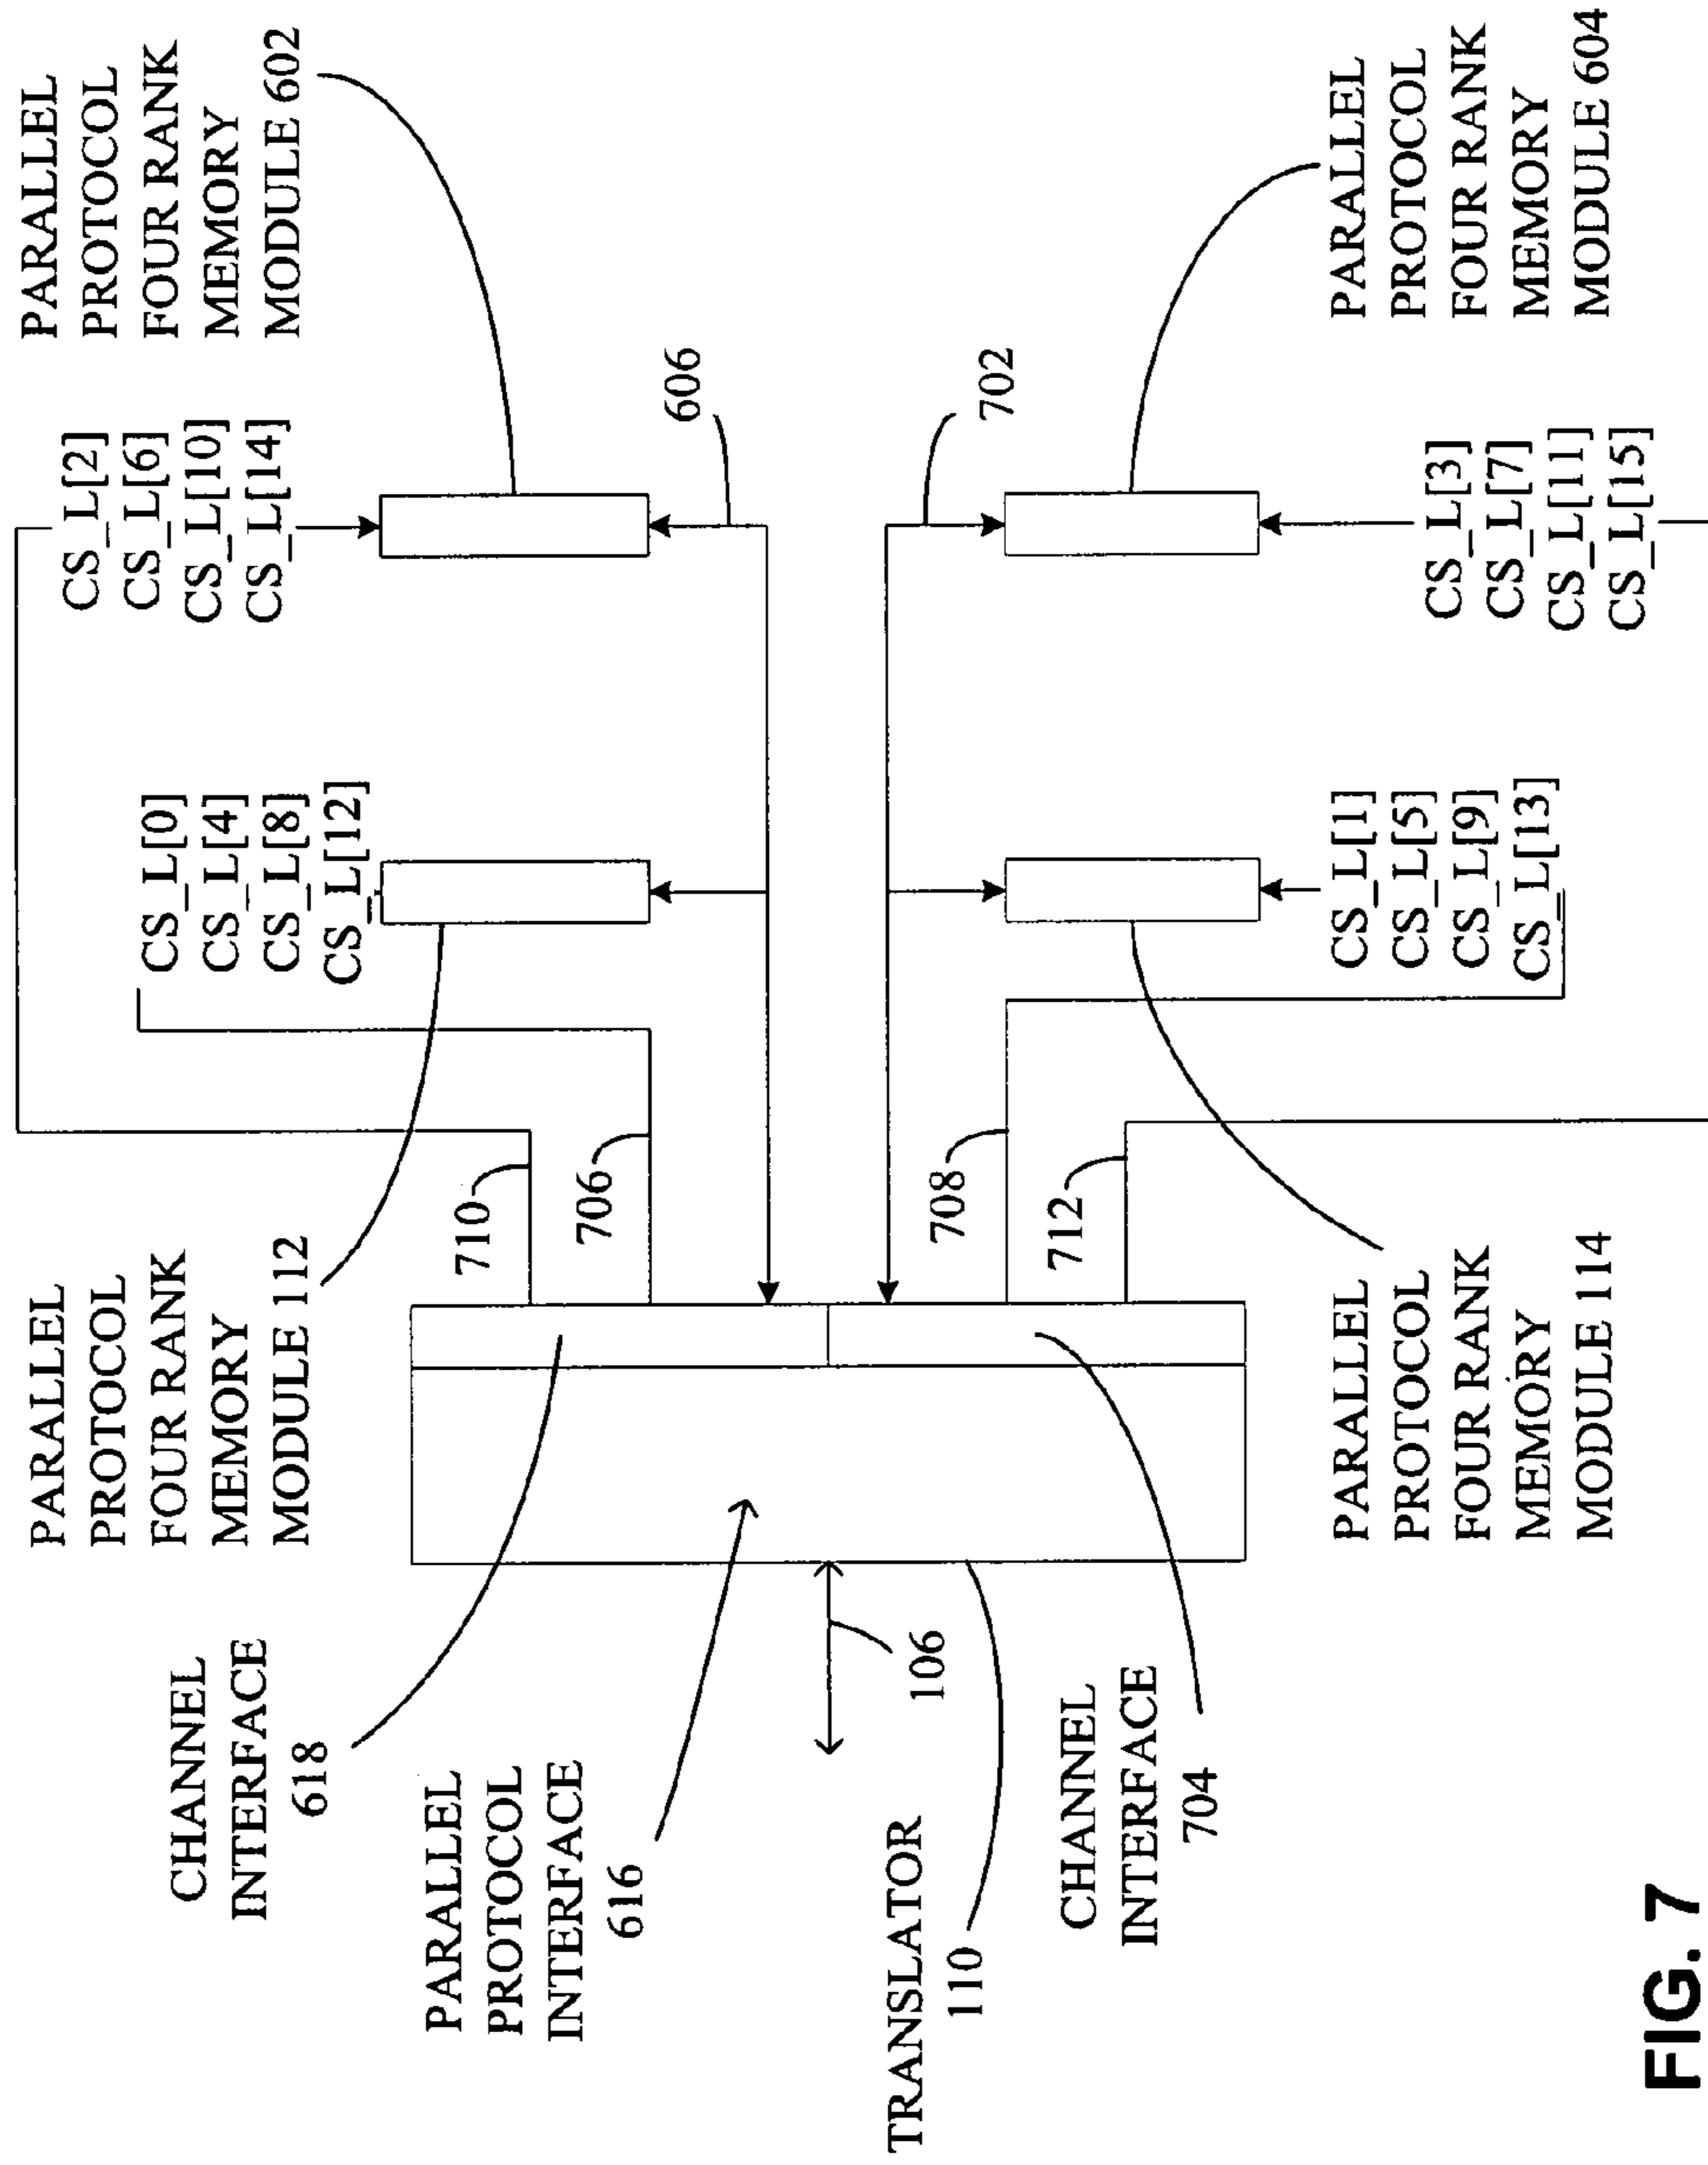 PARALLEL
PROTOCOL
FOUR RANK
MEMORY
MODULE 602
CS_L[2]
CS_L[6]
CS_L[10]
CS_L[14]
606
PARALLEL
PROTOCOL
FOUR RANK
MEMORY
MODULE 604
702
CS_L[3]
CS_L[7]
CS_L[11]
CS_L[15]
CS_L[0]
CS_L[4]
CS_L[8]
CS_L[12]
CS_L[1]
CS_L[5]
CS_L[9]
CS_L[13]
PARALLEL
PROTOCOL
FOUR RANK
MEMORY
MODULE 112
710
706
708
712
PARALLEL
PROTOCOL
FOUR RANK
MEMORY
MODULE 114
CHANNEL
INTERFACE
618
PARALLEL
PROTOCOL
INTERFACE
616
106
TRANSLATOR
110
CHANNEL
INTERFACE
704
FIG. 7